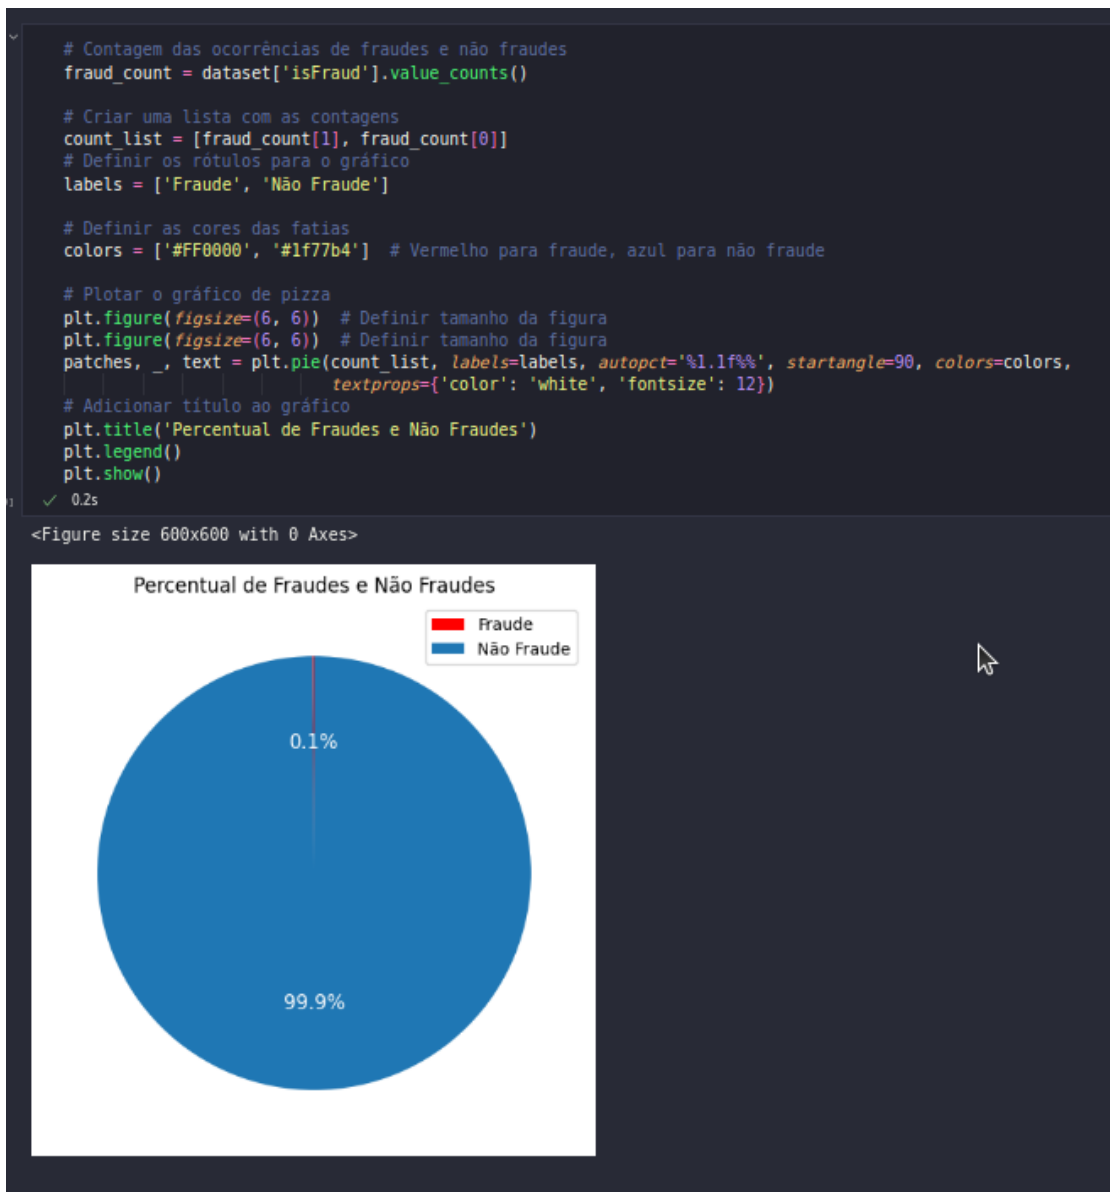 # Contagem das ocorrências de fraudes e não fraudes
fraud_count = dataset['isFraud'].value_counts()
# Criar uma lista com as contagens
count_list = [fraud_count[1], fraud_count[0]]
# Definir os rótulos para o gráfico
labels = ['Fraude', 'Não Fraude']
# Definir as cores das fatias
colors = ['#FF0000', '#1f77b4']  # Vermelho para fraude, azul para não fraude
# Plotar o gráfico de pizza
plt.figure(figsize=(6, 6))  # Definir tamanho da figura
plt.figure(figsize=(6, 6))  # Definir tamanho da figura
patches, _, text = plt.pie(count_list, labels=labels, autopct='%1.1f%%', startangle=90, colors=colors,
textprops={'color': 'white', 'fontsize': 12})
# Adicionar título ao gráfico
plt.title('Percentual de Fraudes e Não Fraudes')
plt.legend()
plt.show()
0.2s
<Figure size 600x600 with 0 Axes>
Percentual de Fraudes e Não Fraudes
Fraude
Não Fraude
0.1%
99.9%